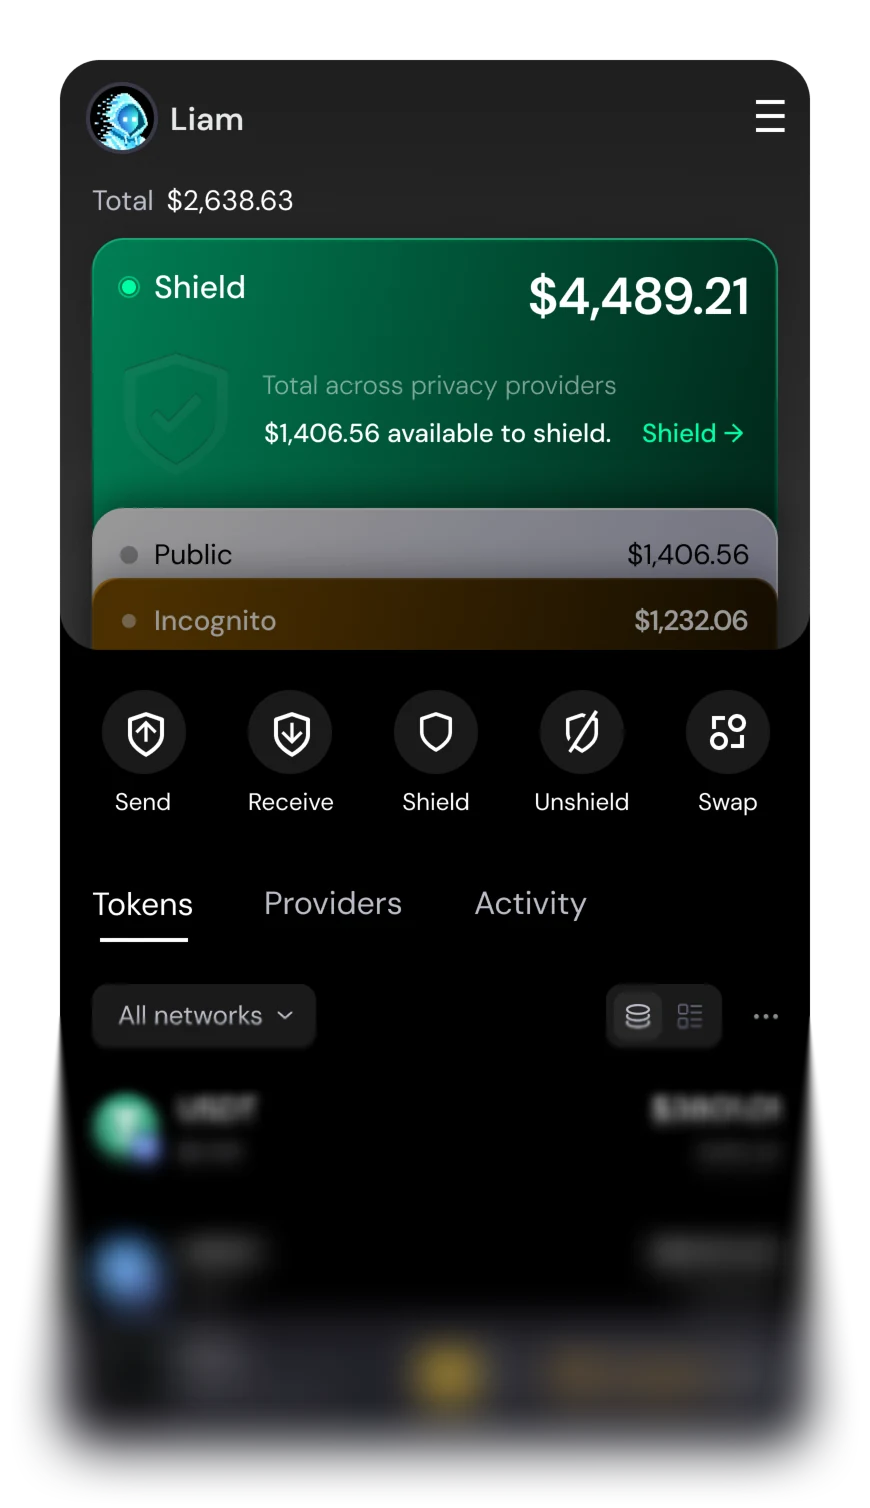 Liam
Total $2,638.63
Shield $4,489.21
Total across privacy providers
$1,406.56 available to shield. Shield →
Public $1,406.56
Incognito $1,232.06
Send Receive Shield Unshield Swap
Tokens Providers Activity
All networks
USDT